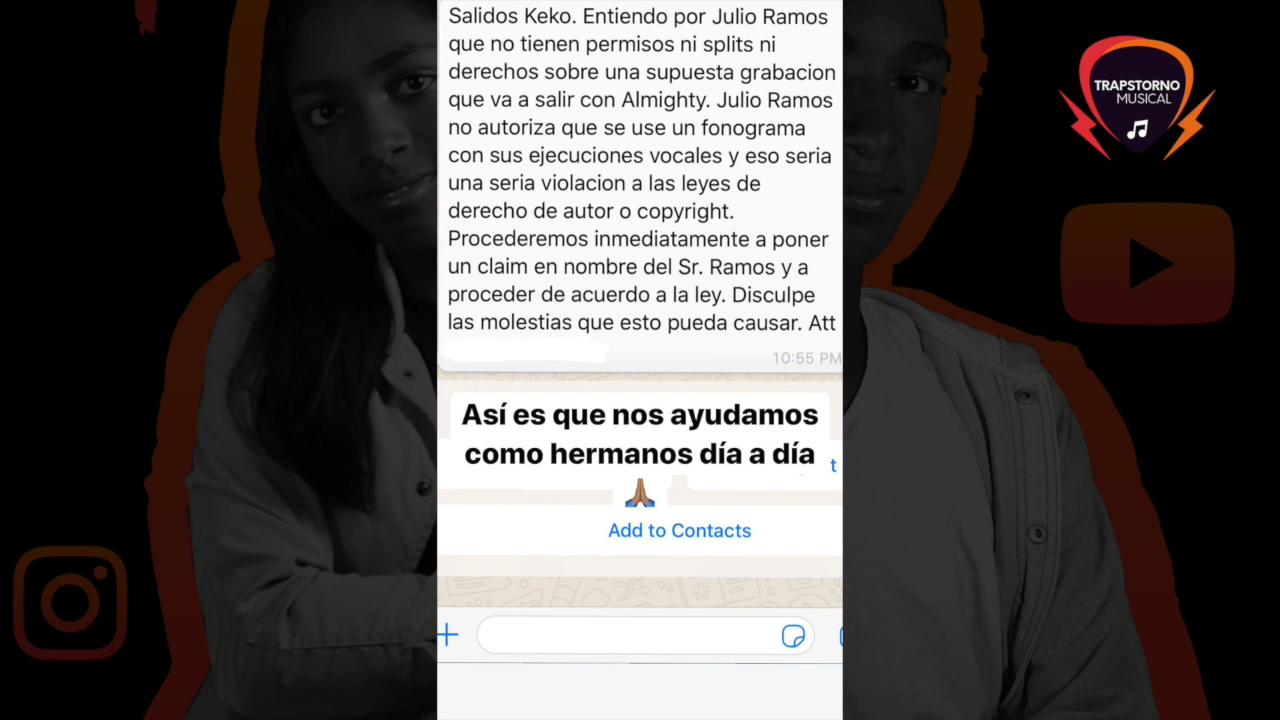 Salidos Keko. Entiendo por Julio Ramos
que no tienen permisos ni splits ni
derechos sobre una supuesta grabacion
que va a salir con Almighty. Julio Ramos
no autoriza que se use un fonograma
con sus ejecuciones vocales y eso seria
una seria violacion a las leyes de
derecho de autor o copyright.
Procederemos inmediatamente a poner
un claim en nombre del Sr. Ramos y a
proceder de acuerdo a la ley. Disculpe
las molestias que esto pueda causar. Att
10:55 PM
Así es que nos ayudamos
como hermanos día a día
🙏🏽
t
Add to Contacts
TRAPSTORNO
MUSICAL